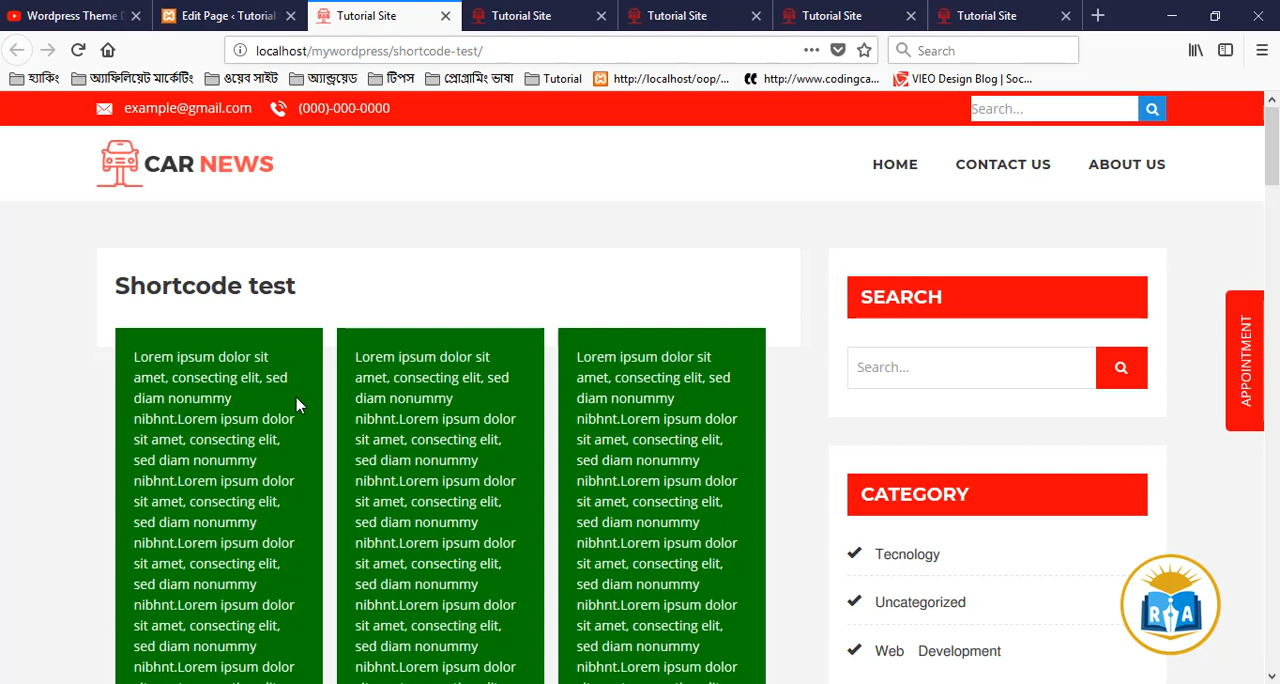 Wordpress Theme D
Edit Page ‹ Tutorial
Tutorial Site
Tutorial Site
Tutorial Site
Tutorial Site
Tutorial Site
localhost/mywordpress/shortcode-test/
Search
হ্যাকিং
অ্যাফিলিয়েট মার্কেটিং
ওয়েব সাইট
অ্যান্ড্রয়েড
টিপস
প্রোগ্রামিং ভাষা
Tutorial
http://localhost/oop/...
http://www.codingca...
VIEO Design Blog | Soc...
example@gmail.com
(000)-000-0000
Search...
CAR NEWS
HOME
CONTACT US
ABOUT US
Shortcode test
Lorem ipsum dolor sit
amet, consecting elit, sed
diam nonummy
nibhnt.Lorem ipsum dolor
sit amet, consecting elit,
sed diam nonummy
nibhnt.Lorem ipsum dolor
sit amet, consecting elit,
sed diam nonummy
nibhnt.Lorem ipsum dolor
sit amet, consecting elit,
sed diam nonummy
nibhnt.Lorem ipsum dolor
sit amet, consecting elit,
sed diam nonummy
nibhnt.Lorem ipsum dolor
Lorem ipsum dolor sit
amet, consecting elit, sed
diam nonummy
nibhnt.Lorem ipsum dolor
sit amet, consecting elit,
sed diam nonummy
nibhnt.Lorem ipsum dolor
sit amet, consecting elit,
sed diam nonummy
nibhnt.Lorem ipsum dolor
sit amet, consecting elit,
sed diam nonummy
nibhnt.Lorem ipsum dolor
sit amet, consecting elit,
sed diam nonummy
nibhnt.Lorem ipsum dolor
Lorem ipsum dolor sit
amet, consecting elit, sed
diam nonummy
nibhnt.Lorem ipsum dolor
sit amet, consecting elit,
sed diam nonummy
nibhnt.Lorem ipsum dolor
sit amet, consecting elit,
sed diam nonummy
nibhnt.Lorem ipsum dolor
sit amet, consecting elit,
sed diam nonummy
nibhnt.Lorem ipsum dolor
sit amet, consecting elit,
sed diam nonummy
nibhnt.Lorem ipsum dolor
SEARCH
Search...
APPOINTMENT
CATEGORY
Tecnology
Uncategorized
Web Development
R A